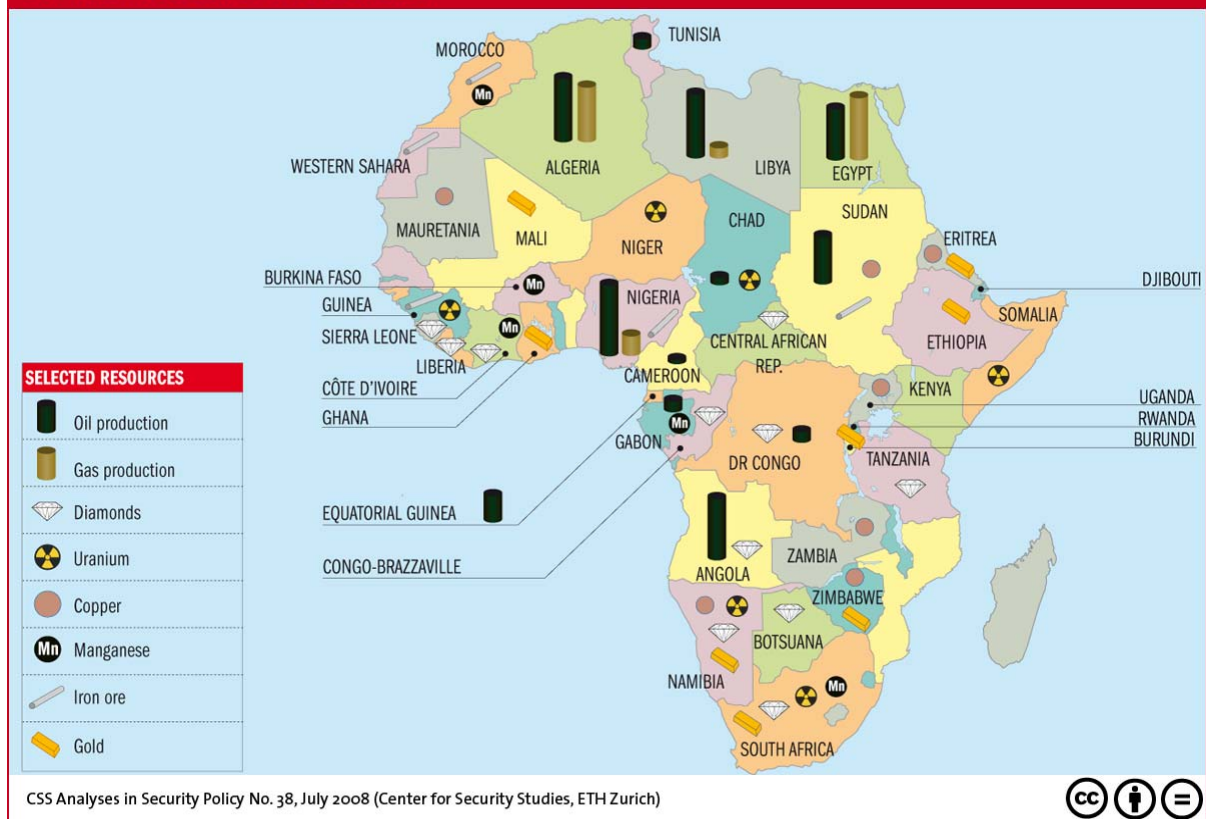 TUNISIA
MOROCCO
Mn
WESTERN SAHARA
ALGERIA
LIBYA
EGYPT
MAURETANIA
MALI
NIGER
CHAD
SUDAN
ERITREA
BURKINA FASO
Mn
NIGERIA
DJIBOUTI
GUINEA
SOMALIA
SIERRA LEONE
Mn
CENTRAL AFRICAN
REP.
ETHIOPIA
LIBERIA
CAMEROON
CÔTE D'IVOIRE
KENYA
UGANDA
GHANA
Mn
RWANDA
GABON
BURUNDI
DR CONGO
TANZANIA
EQUATORIAL GUINEA
CONGO-BRAZZAVILLE
ZAMBIA
ANGOLA
ZIMBABWE
BOTSUANA
NAMIBIA
Mn
SOUTH AFRICA
SELECTED RESOURCES
Oil production
Gas production
Diamonds
Uranium
Copper
Mn Manganese
Iron ore
Gold
CSS Analyses in Security Policy No. 38, July 2008 (Center for Security Studies, ETH Zurich)
cc